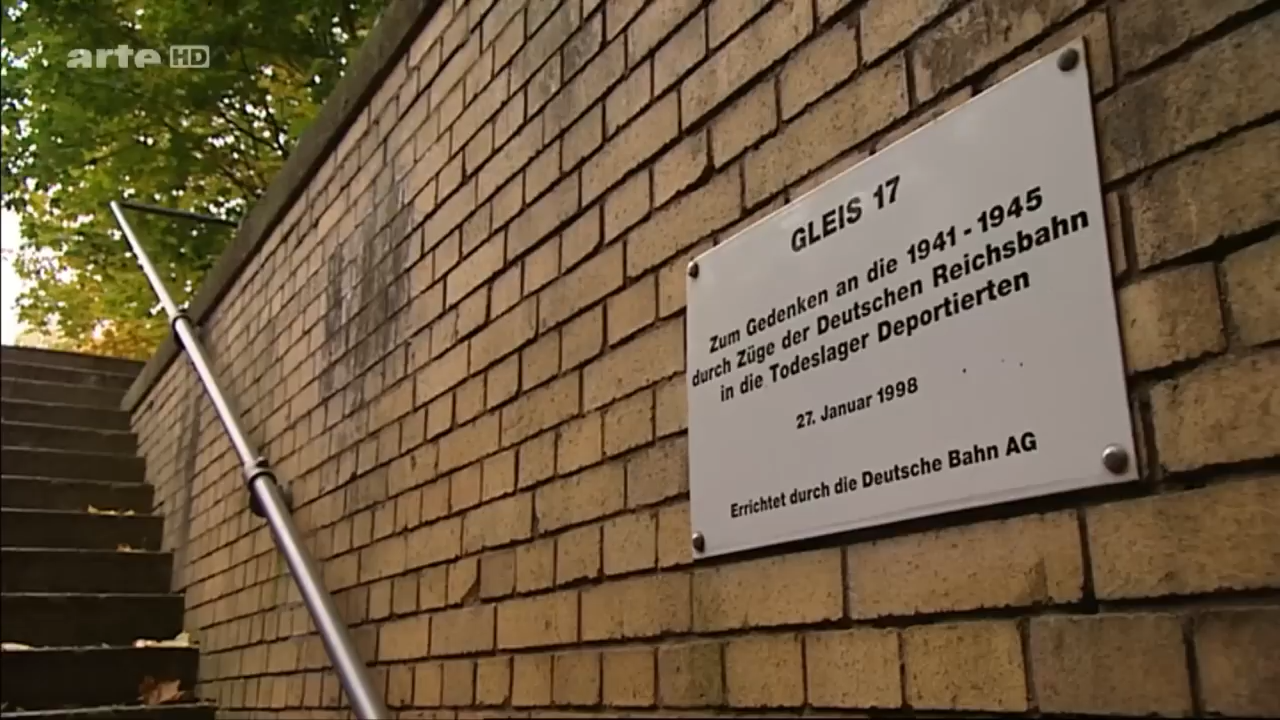 arte HD
GLEIS 17
Zum Gedenken an die 1941 - 1945
durch Züge der Deutschen Reichsbahn
in die Todeslager Deportierten
27. Januar 1998
Errichtet durch die Deutsche Bahn AG